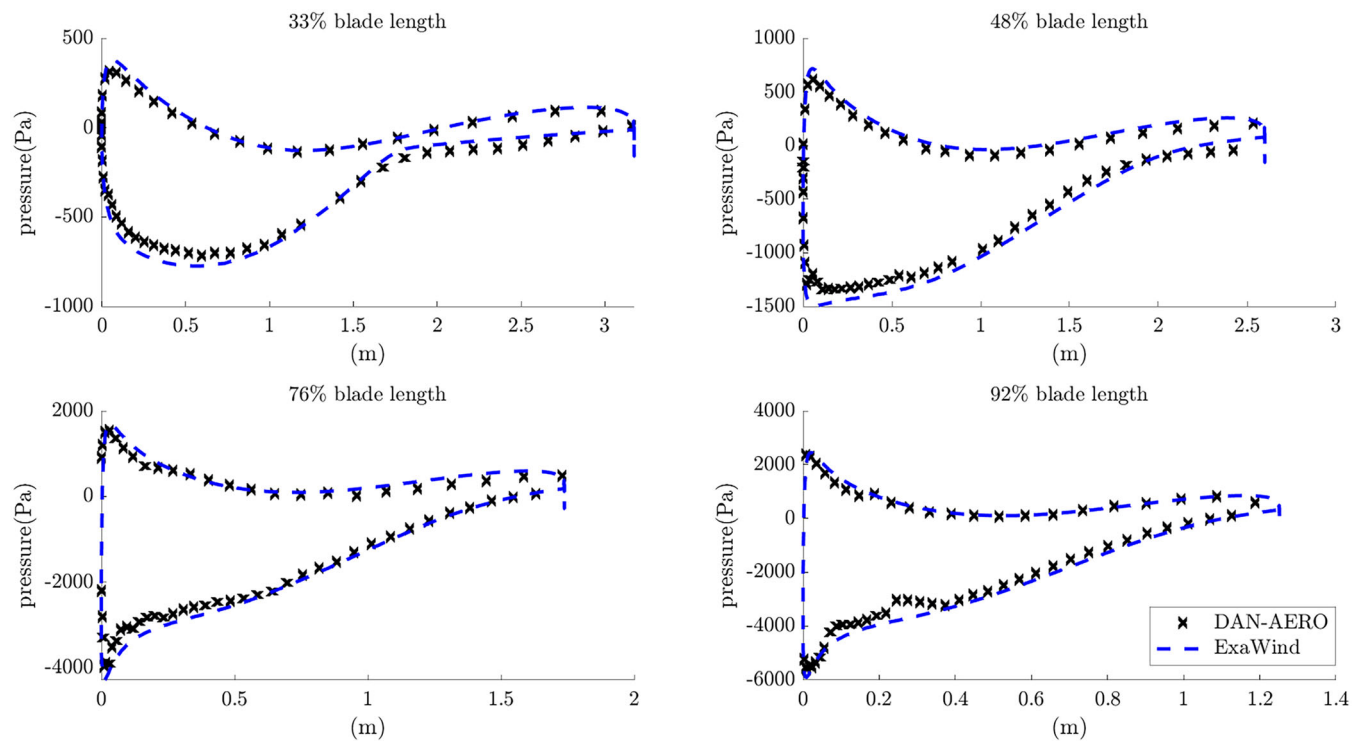 33% blade length
500
0
-500
-1000
pressure(Pa)
0 0.5 1 1.5 2 2.5 3
(m)
48% blade length
1000
500
0
-500
-1000
-1500
pressure(Pa)
0 0.5 1 1.5 2 2.5 3
(m)
76% blade length
2000
0
-2000
-4000
pressure(Pa)
0 0.5 1 1.5 2
(m)
92% blade length
4000
2000
0
-2000
-4000
-6000
pressure(Pa)
0 0.2 0.4 0.6 0.8 1 1.2 1.4
(m)
DAN-AERO
ExaWind